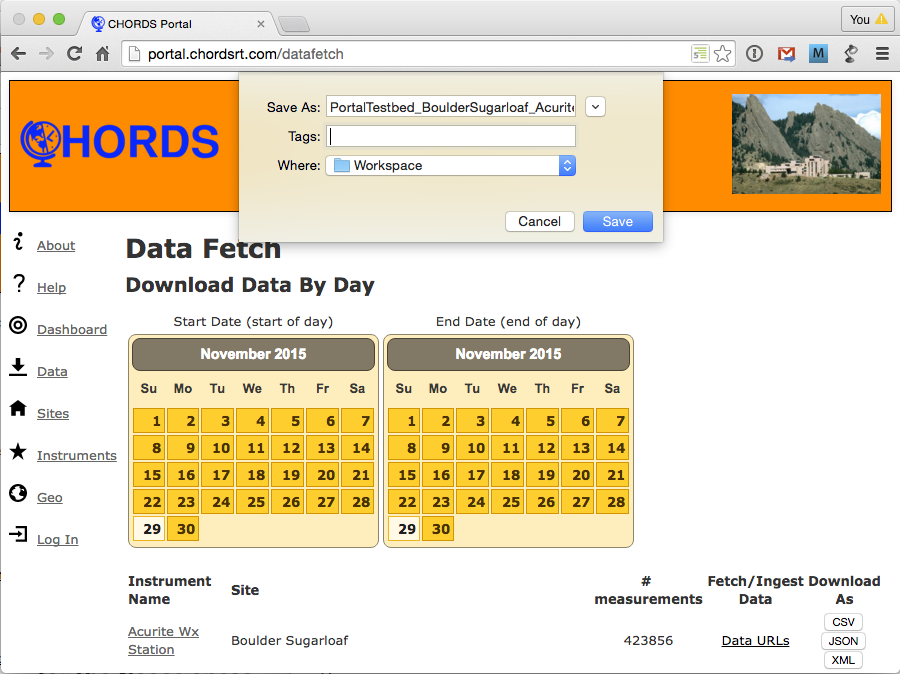 CHORDS Portal
You
portal.chordsrt.com/datafetch
M
Save As: PortalTestbed_BoulderSugarloaf_Acurite
Tags:
Where: Workspace
Cancel Save
CHORDS
About
Help
Dashboard
Data
Sites
Instruments
Geo
Log In
Data Fetch
Download Data By Day
Start Date (start of day) End Date (end of day)
November 2015 November 2015
Su Mo Tu We Th Fr Sa Su Mo Tu We Th Fr Sa
1 2 3 4 5 6 7 1 2 3 4 5 6 7
8 9 10 11 12 13 14 8 9 10 11 12 13 14
15 16 17 18 19 20 21 15 16 17 18 19 20 21
22 23 24 25 26 27 28 22 23 24 25 26 27 28
29 30 29 30
Instrument Name Site # measurements Fetch/Ingest Data Download As
Acurite Wx Station Boulder Sugarloaf 423856 Data URLs CSV
JSON
XML